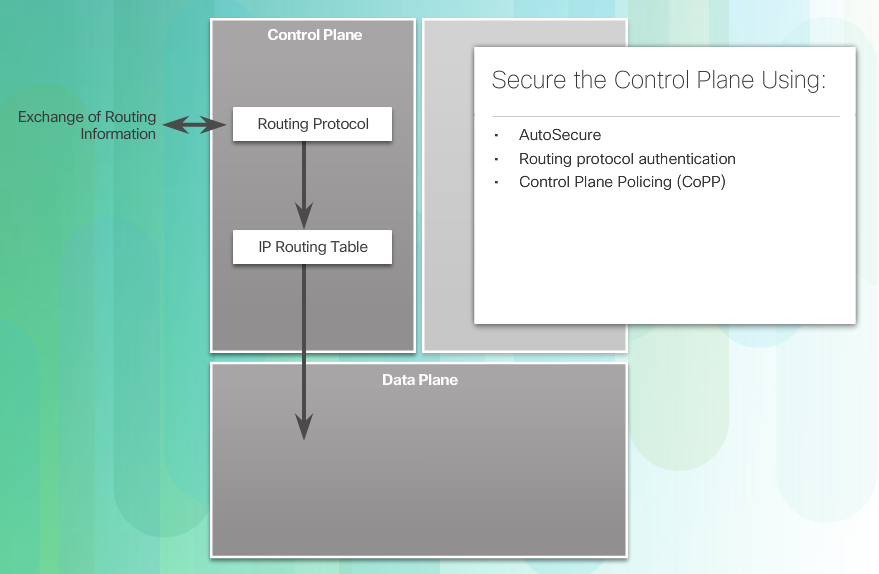 Control Plane
Secure the Control Plane Using:
Exchange of Routing
Information
Routing Protocol
▪ AutoSecure
▪ Routing protocol authentication
▪ Control Plane Policing (CoPP)
IP Routing Table
Data Plane